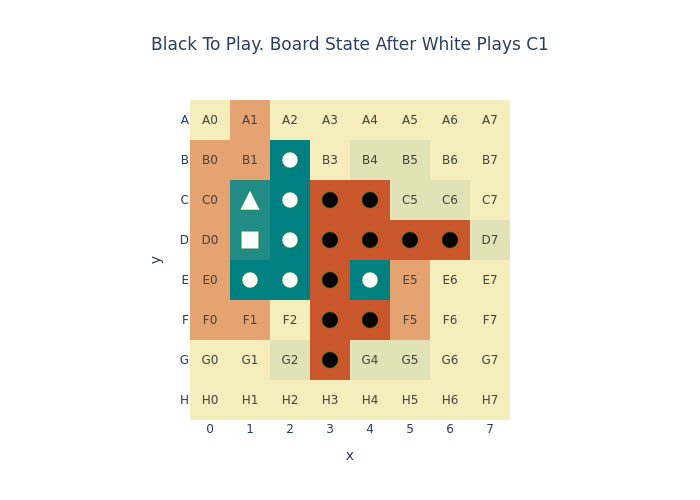 Black To Play. Board State After White Plays C1
A A0 A1 A2 A3 A4 A5 A6 A7
B B0 B1 B3 B4 B5 B6 B7
C C0 C5 C6 C7
D D0 D7
y
E E0 E5 E6 E7
F F0 F1 F2 F5 F6 F7
G G0 G1 G2 G4 G5 G6 G7
H H0 H1 H2 H3 H4 H5 H6 H7
0 1 2 3 4 5 6 7
x